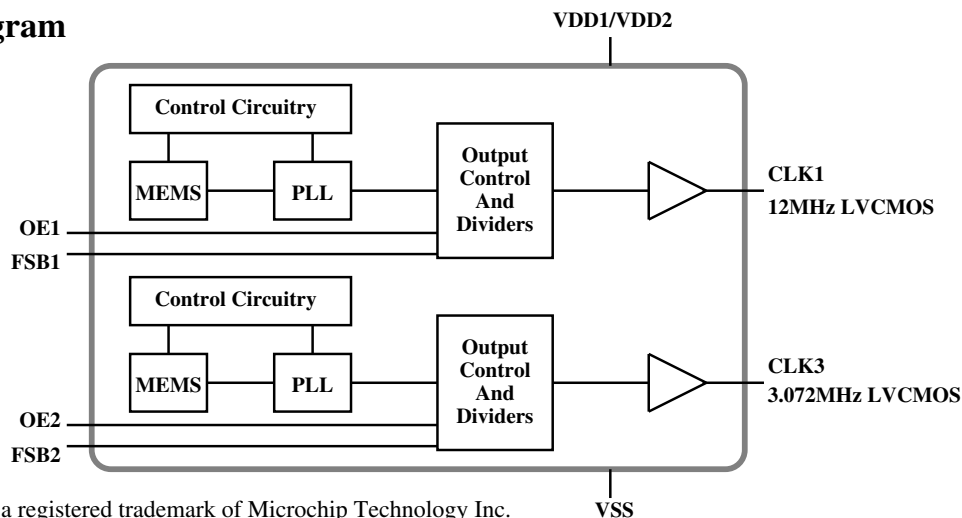 gram
VDD1/VDD2
Control Circuitry
MEMS
PLL
Output
Control
And
Dividers
CLK1
12MHz LVCMOS
OE1
FSB1
Control Circuitry
MEMS
PLL
Output
Control
And
Dividers
CLK3
3.072MHz LVCMOS
OE2
FSB2
a registered trademark of Microchip Technology Inc.
VSS